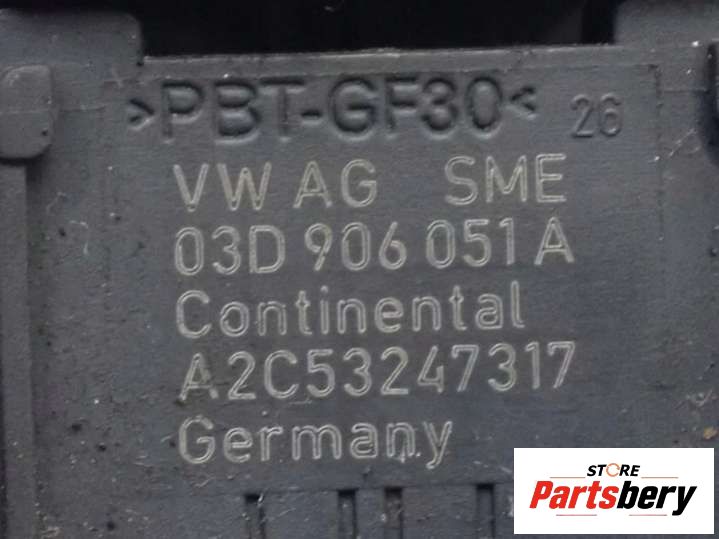 >PBT-GF30< 26
VW AG SME
03D 906 051 A
Continental
A2C53247317
Germany
STORE
Partsbery